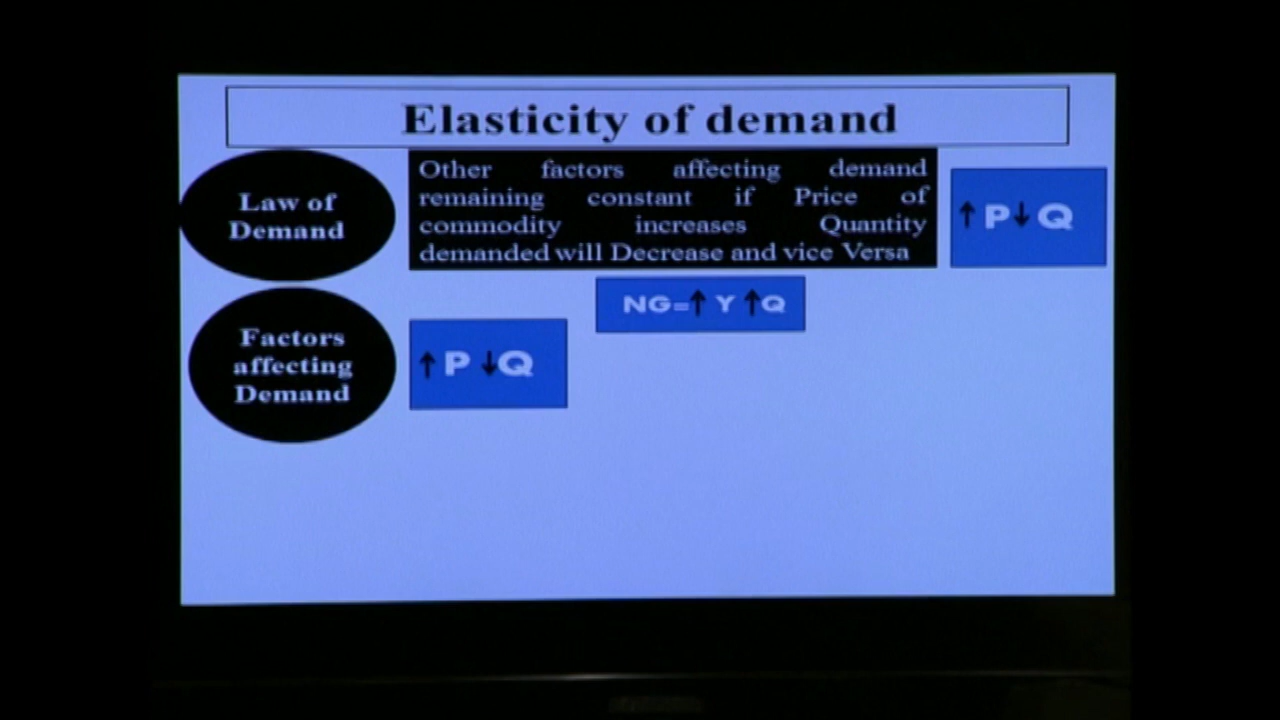 Elasticity of demand
Law of
Demand
Other factors affecting demand
remaining constant if Price of
commodity increases Quantity
demanded will Decrease and vice Versa
↑ P ↓ Q
NG=↑ Y ↑ Q
Factors
affecting
Demand
↑ P ↓ Q